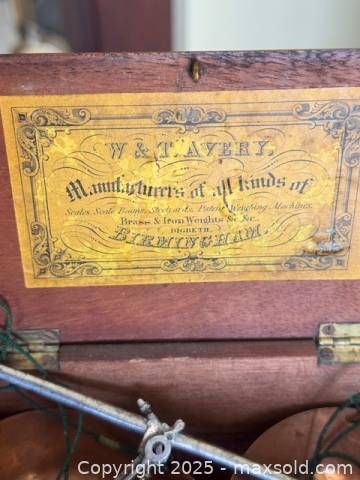 W & T. AVERY,
Manufacturers of all Kinds of
Scales, Scale Beams, Steelyards, Patent Weighing Machines,
Brass & Iron Weights &c. &c.
DIGBETH,
BIRMINGHAM.
Copyright © 2025 - www.maxsold.com